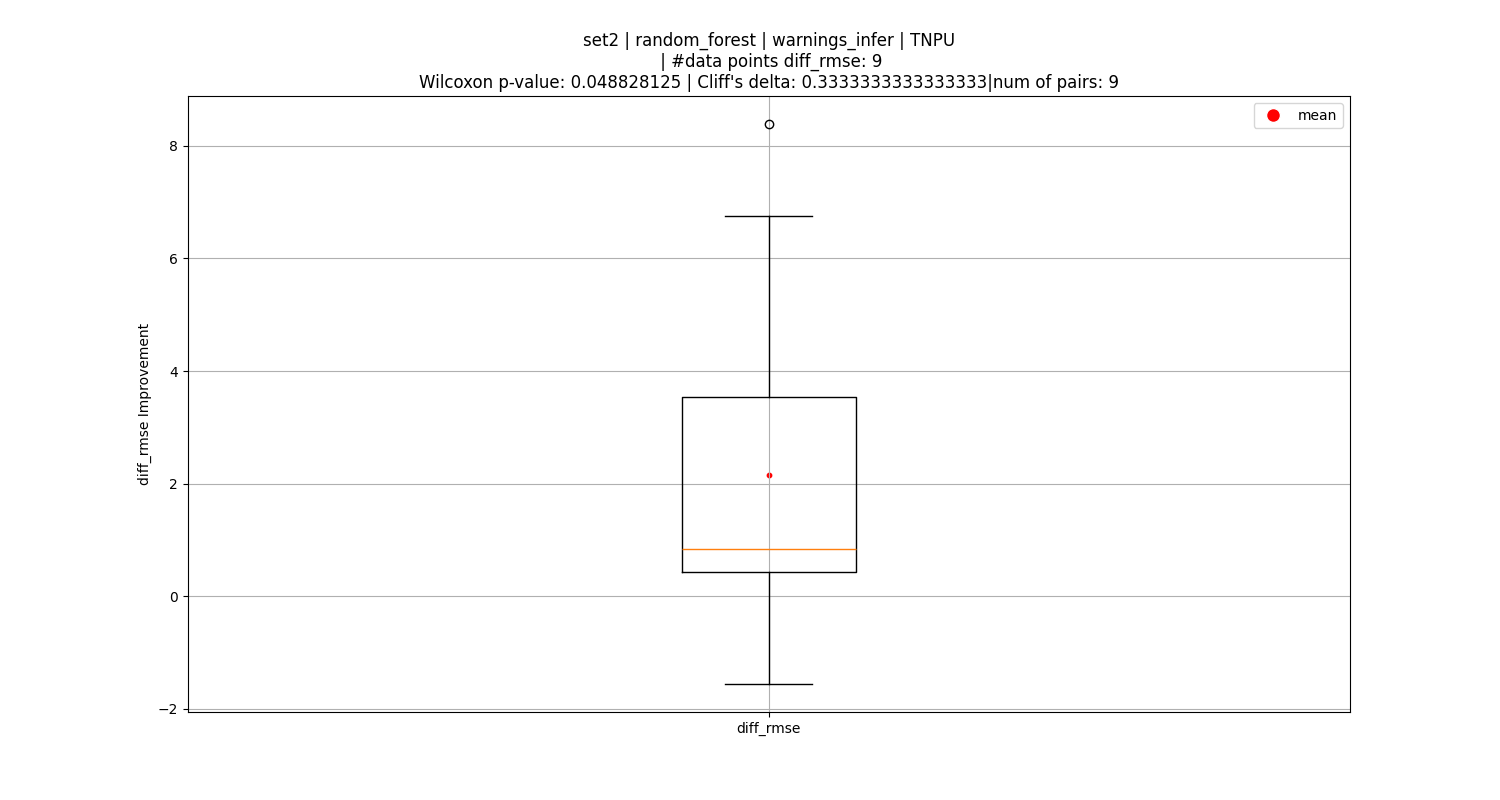 set2 | random_forest | warnings_infer | TNPU
| #data points diff_rmse: 9
Wilcoxon p-value: 0.048828125 | Cliff's delta: 0.3333333333333333|num of pairs: 9
mean
8
6
4
2
0
−2
diff_rmse Improvement
diff_rmse